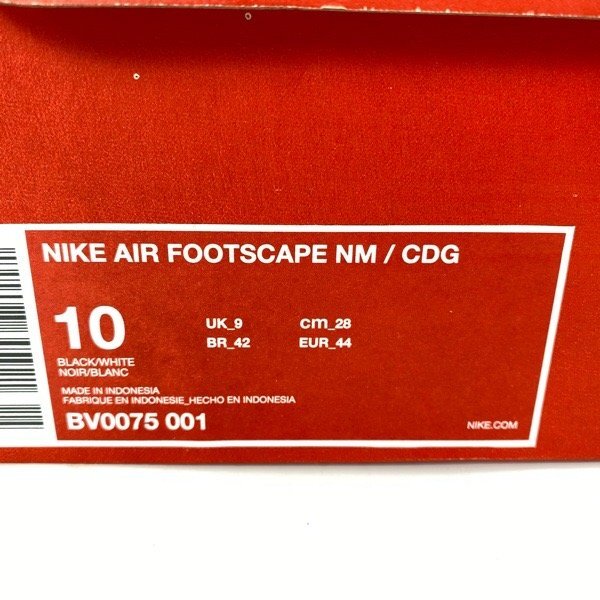 NIKE AIR FOOTSCAPE NM / CDG
10 UK_9 cm_28
BR_42 EUR_44
BLACK/WHITE
NOIR/BLANC
MADE IN INDONESIA
FABRIQUE EN INDONESIE_HECHO EN INDONESIA
BV0075 001 NIKE.COM